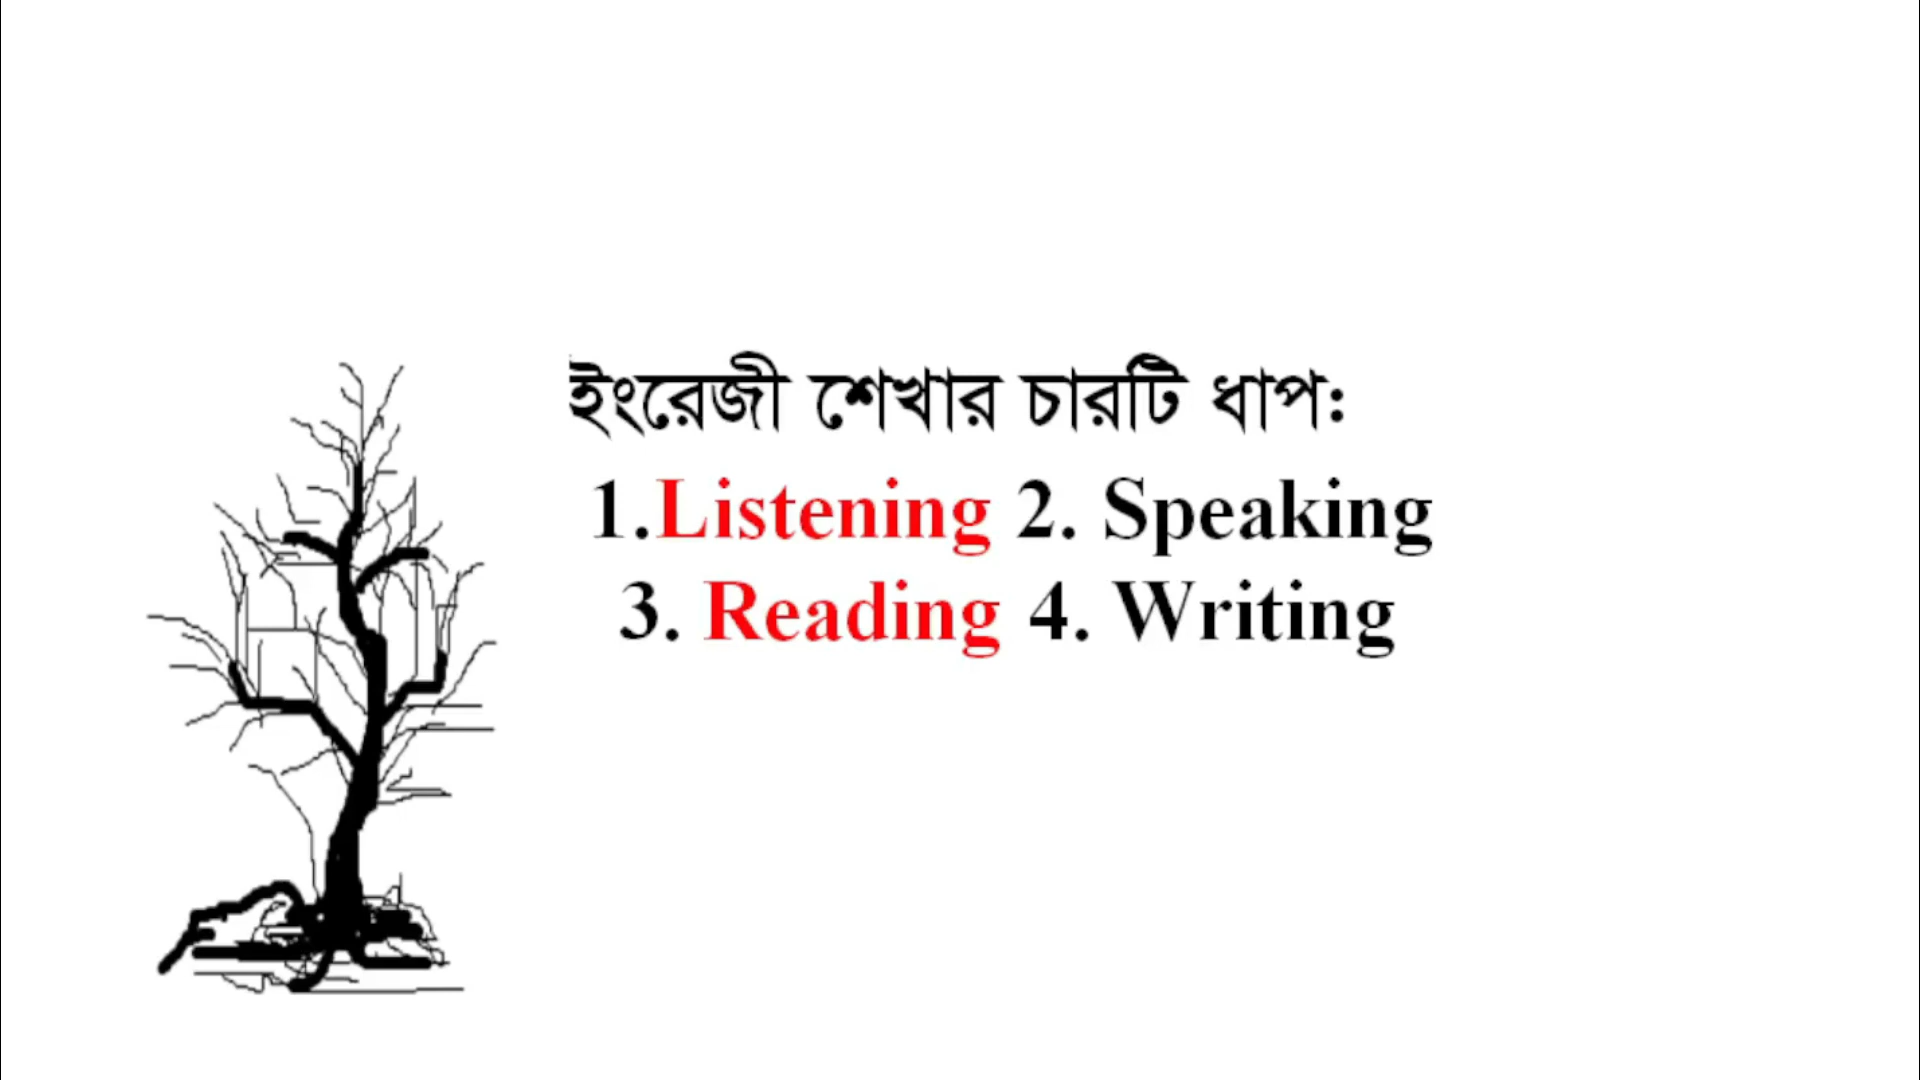 ইংরেজী শেখার চারটি ধাপঃ
1.Listening 2. Speaking
3. Reading 4. Writing